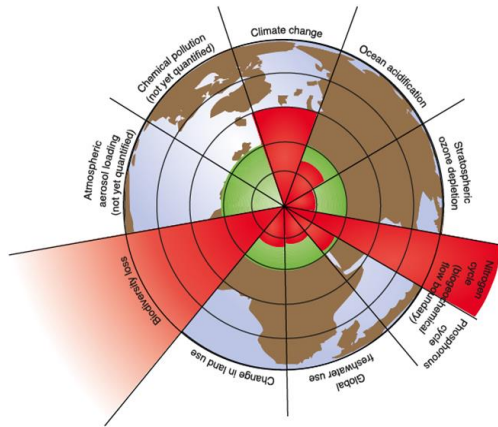 Climate change
Ocean acidification
Stratospheric
ozone depletion
Nitrogen
cycle
(biogeochemical
flow boundary)
Phosphorous
cycle
Global
freshwater use
Change in land use
Biodiversity loss
Atmospheric
aerosol loading
(not yet quantified)
Chemical pollution
(not yet quantified)